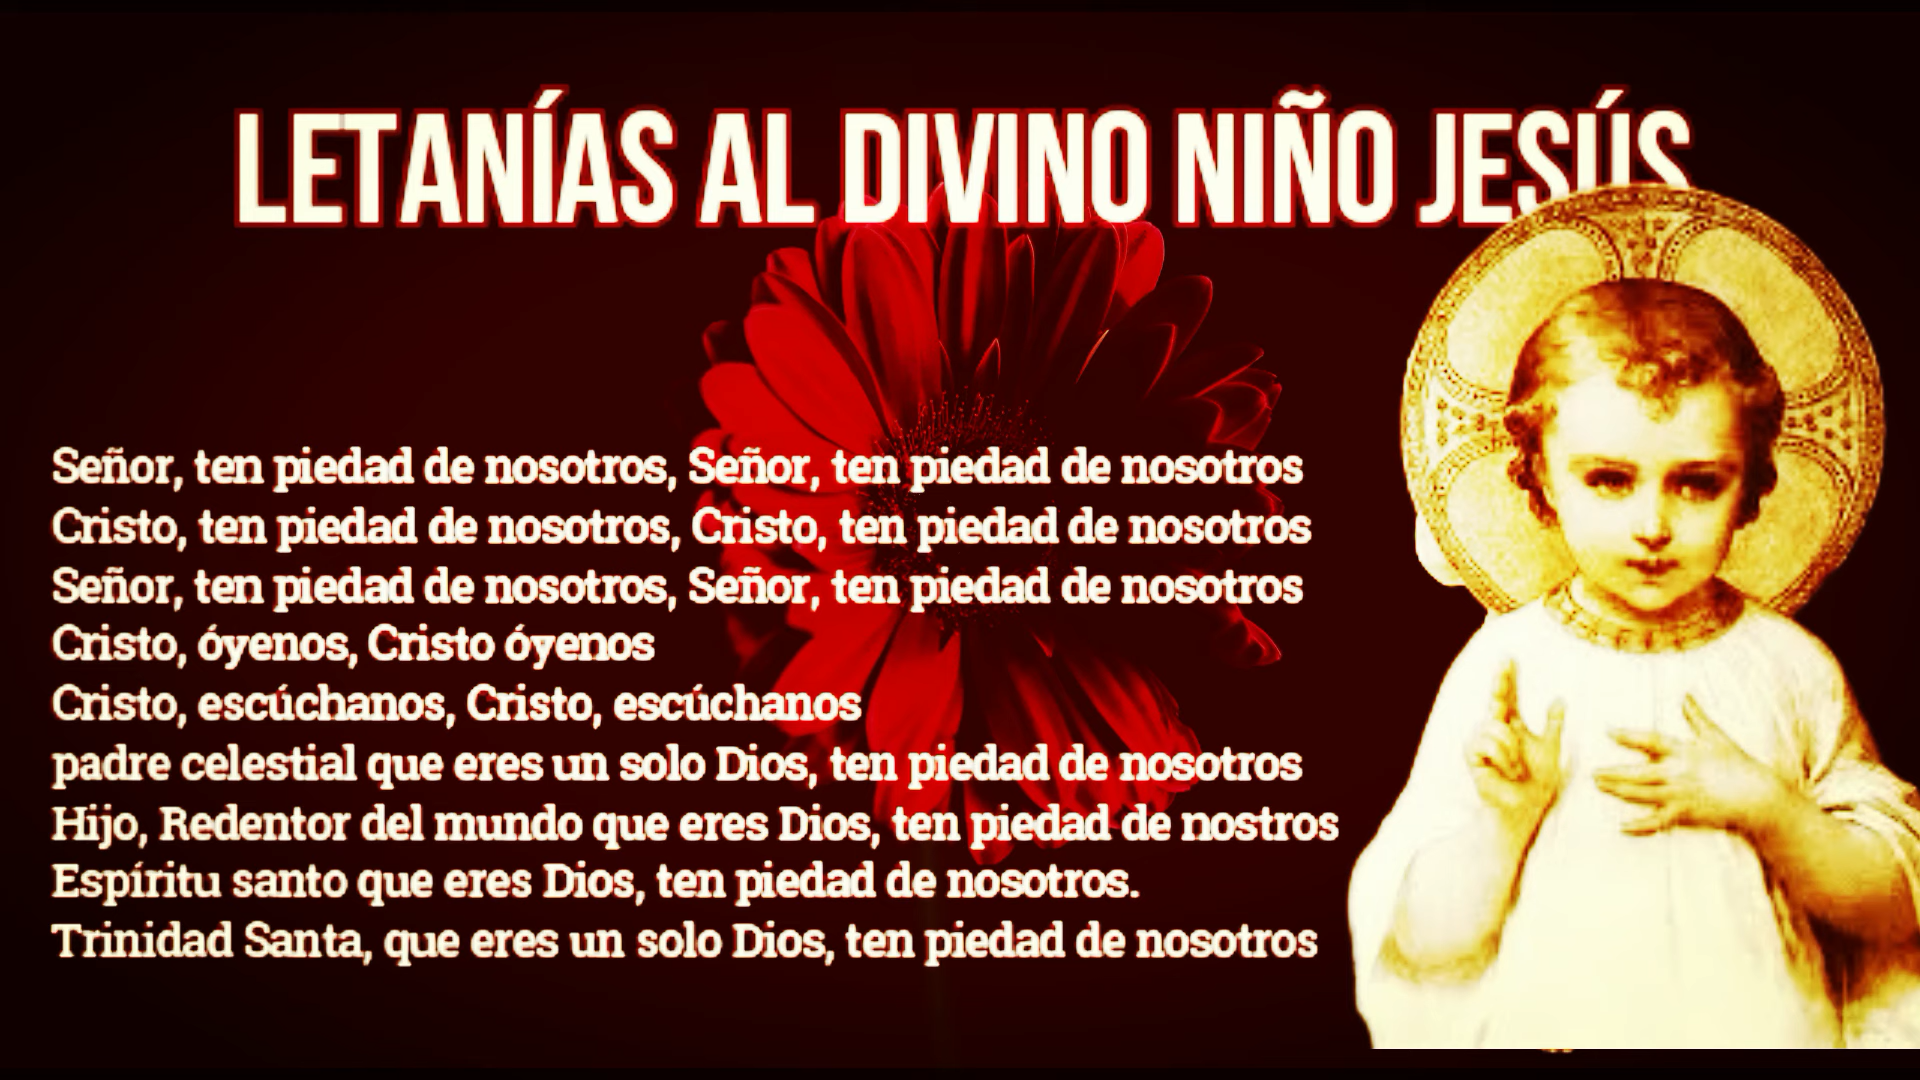 LETANÍAS AL DIVINO NIÑO JESÚS
Señor, ten piedad de nosotros, Señor, ten piedad de nosotros
Cristo, ten piedad de nosotros, Cristo, ten piedad de nosotros
Señor, ten piedad de nosotros, Señor, ten piedad de nosotros
Cristo, óyenos, Cristo óyenos
Cristo, escúchanos, Cristo, escúchanos
padre celestial que eres un solo Dios, ten piedad de nosotros
Hijo, Redentor del mundo que eres Dios, ten piedad de nostros
Espíritu santo que eres Dios, ten piedad de nosotros.
Trinidad Santa, que eres un solo Dios, ten piedad de nosotros